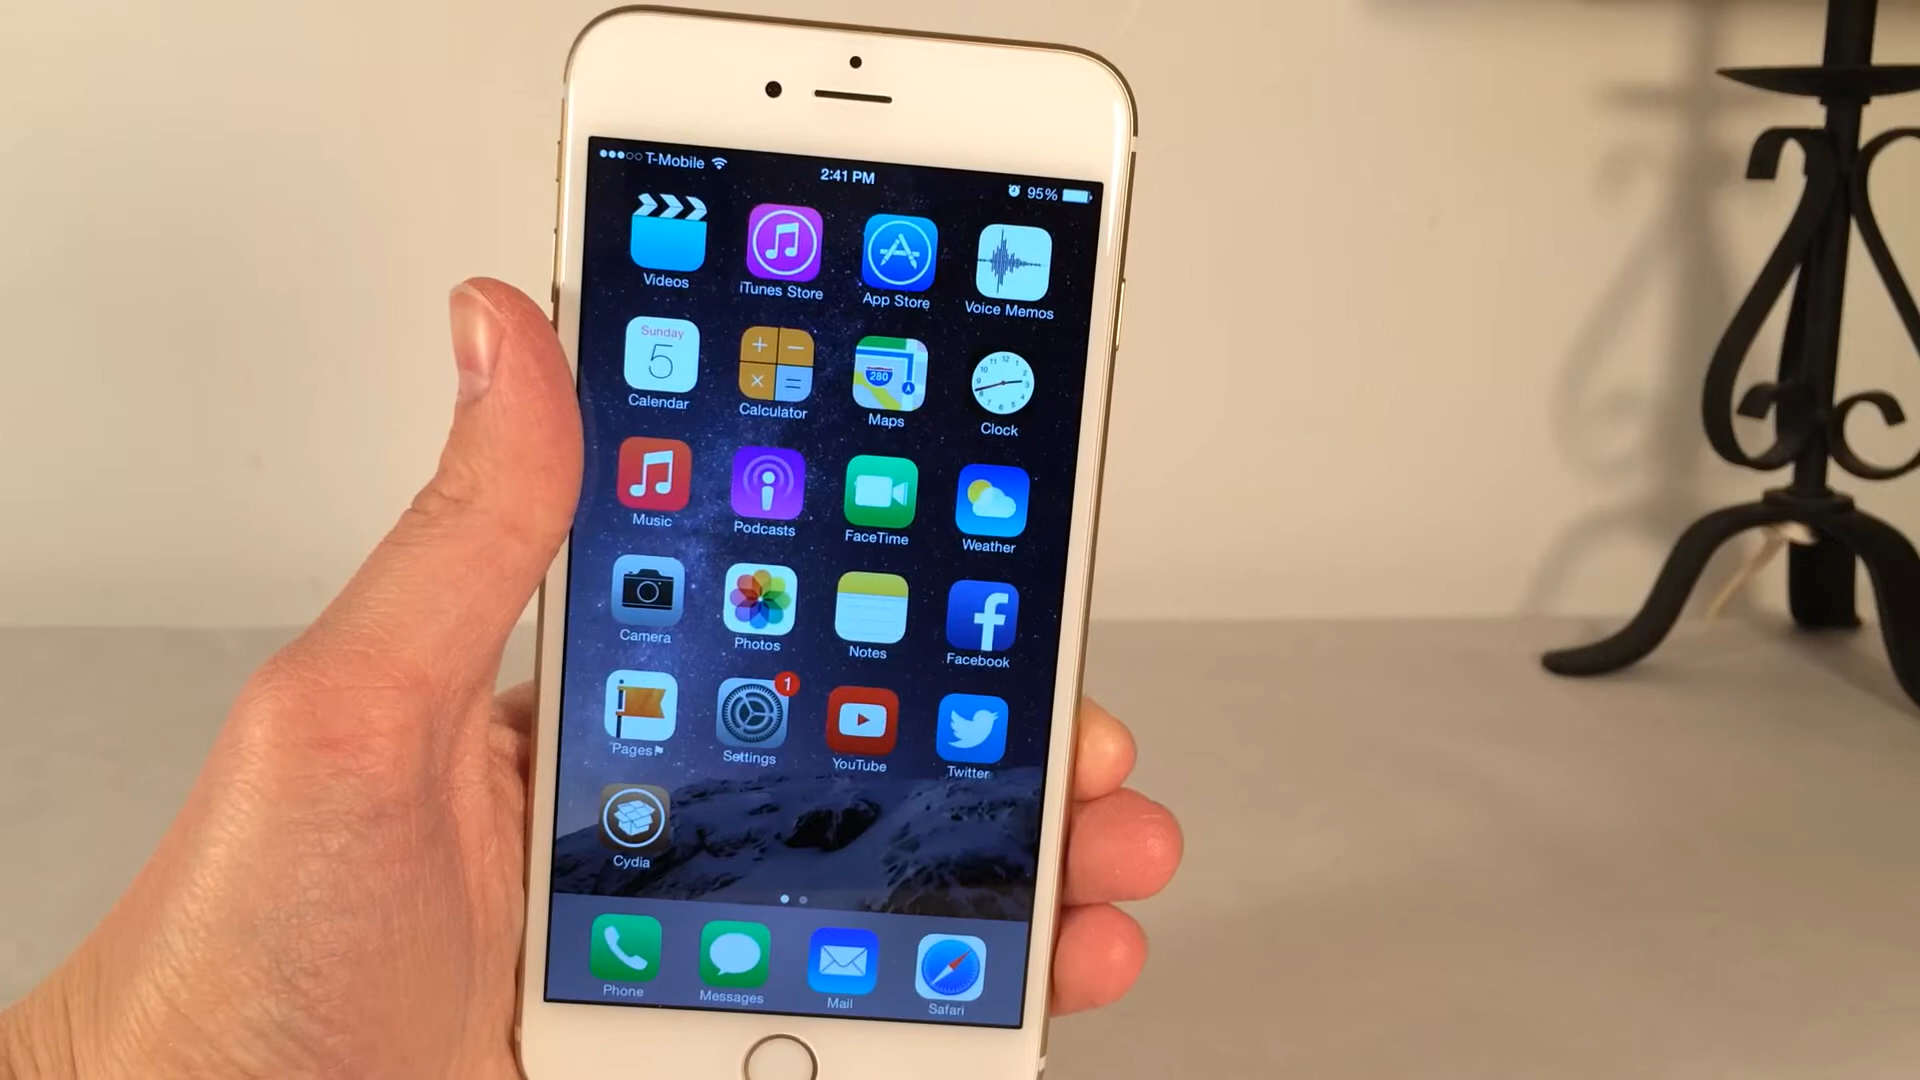 T-Mobile 2:41 PM 95%
Videos iTunes Store App Store Voice Memos
Sunday
5
280
Calendar Calculator Maps Clock
Music Podcasts FaceTime Weather
Camera Photos Notes Facebook
1
Pages Settings YouTube Twitter
Cydia
Phone Messages Mail Safari